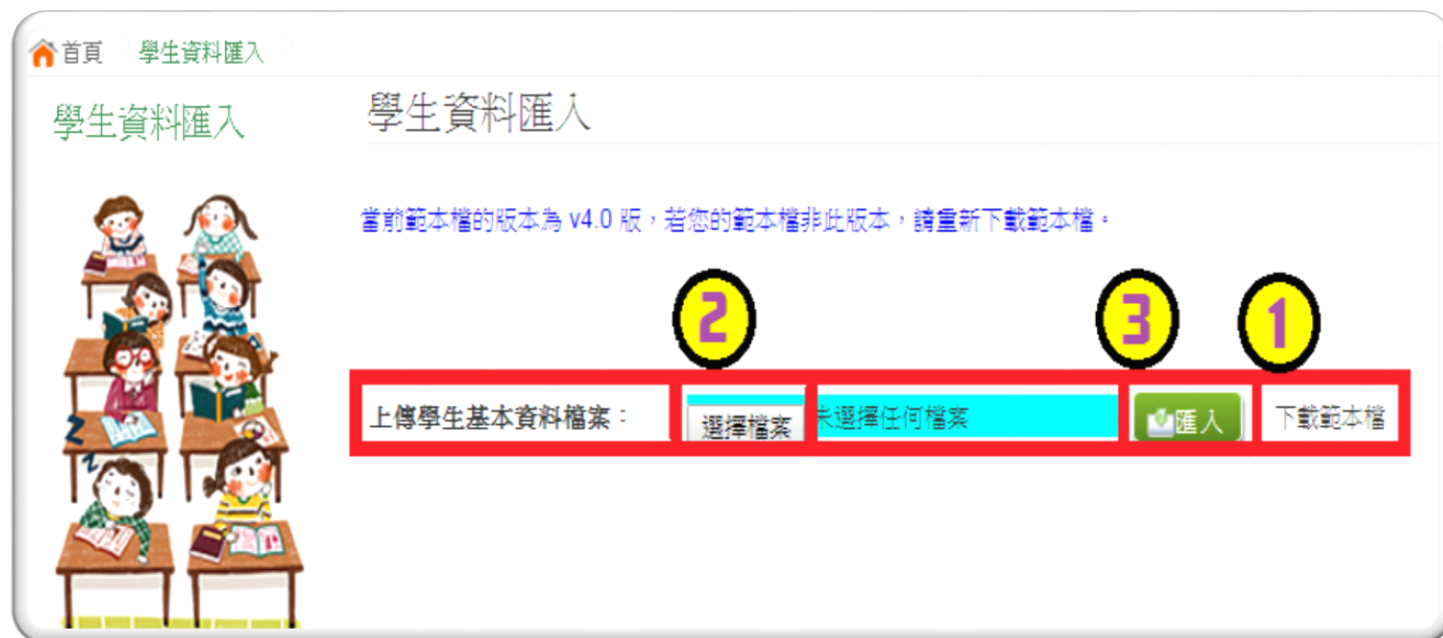 首頁 學生資料匯入
學生資料匯入
學生資料匯入
當前範本檔的版本為 v4.0 版，若您的範本檔非此版本，請重新下載範本檔。
2 3 1
上傳學生基本資料檔案： 選擇檔案 未選擇任何檔案 匯入 下載範本檔
Z
Z